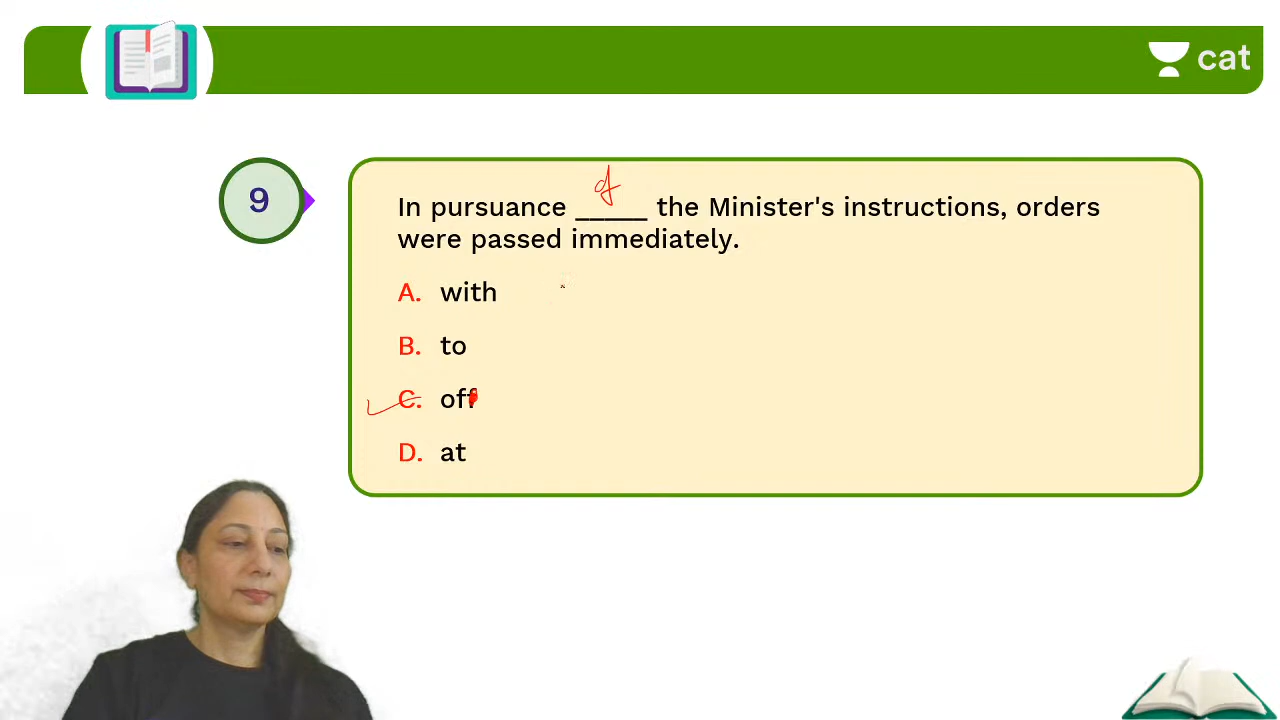 cat
9
of
In pursuance _____ the Minister's instructions, orders
were passed immediately.
A. with
B. to
C. off
D. at